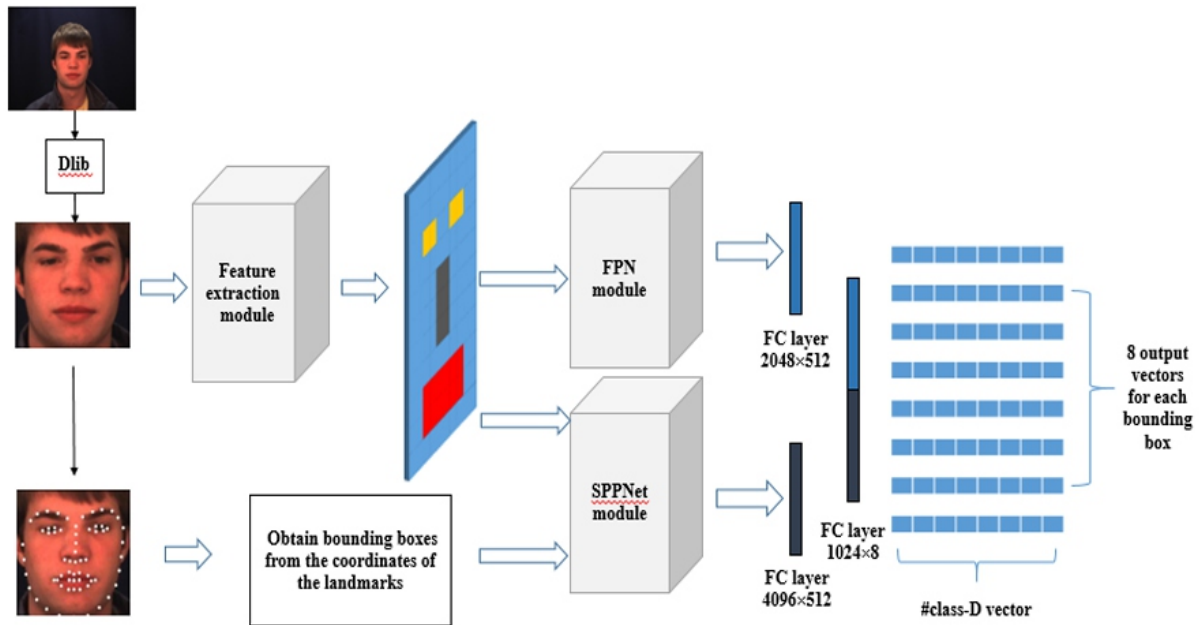 Dlib
Feature
extraction
module
FPN
module
FC layer
2048×512
SPPNet
module
FC layer
4096×512
FC layer
1024×8
8 output
vectors
for each
bounding
box
Obtain bounding boxes
from the coordinates of
the landmarks
#class-D vector